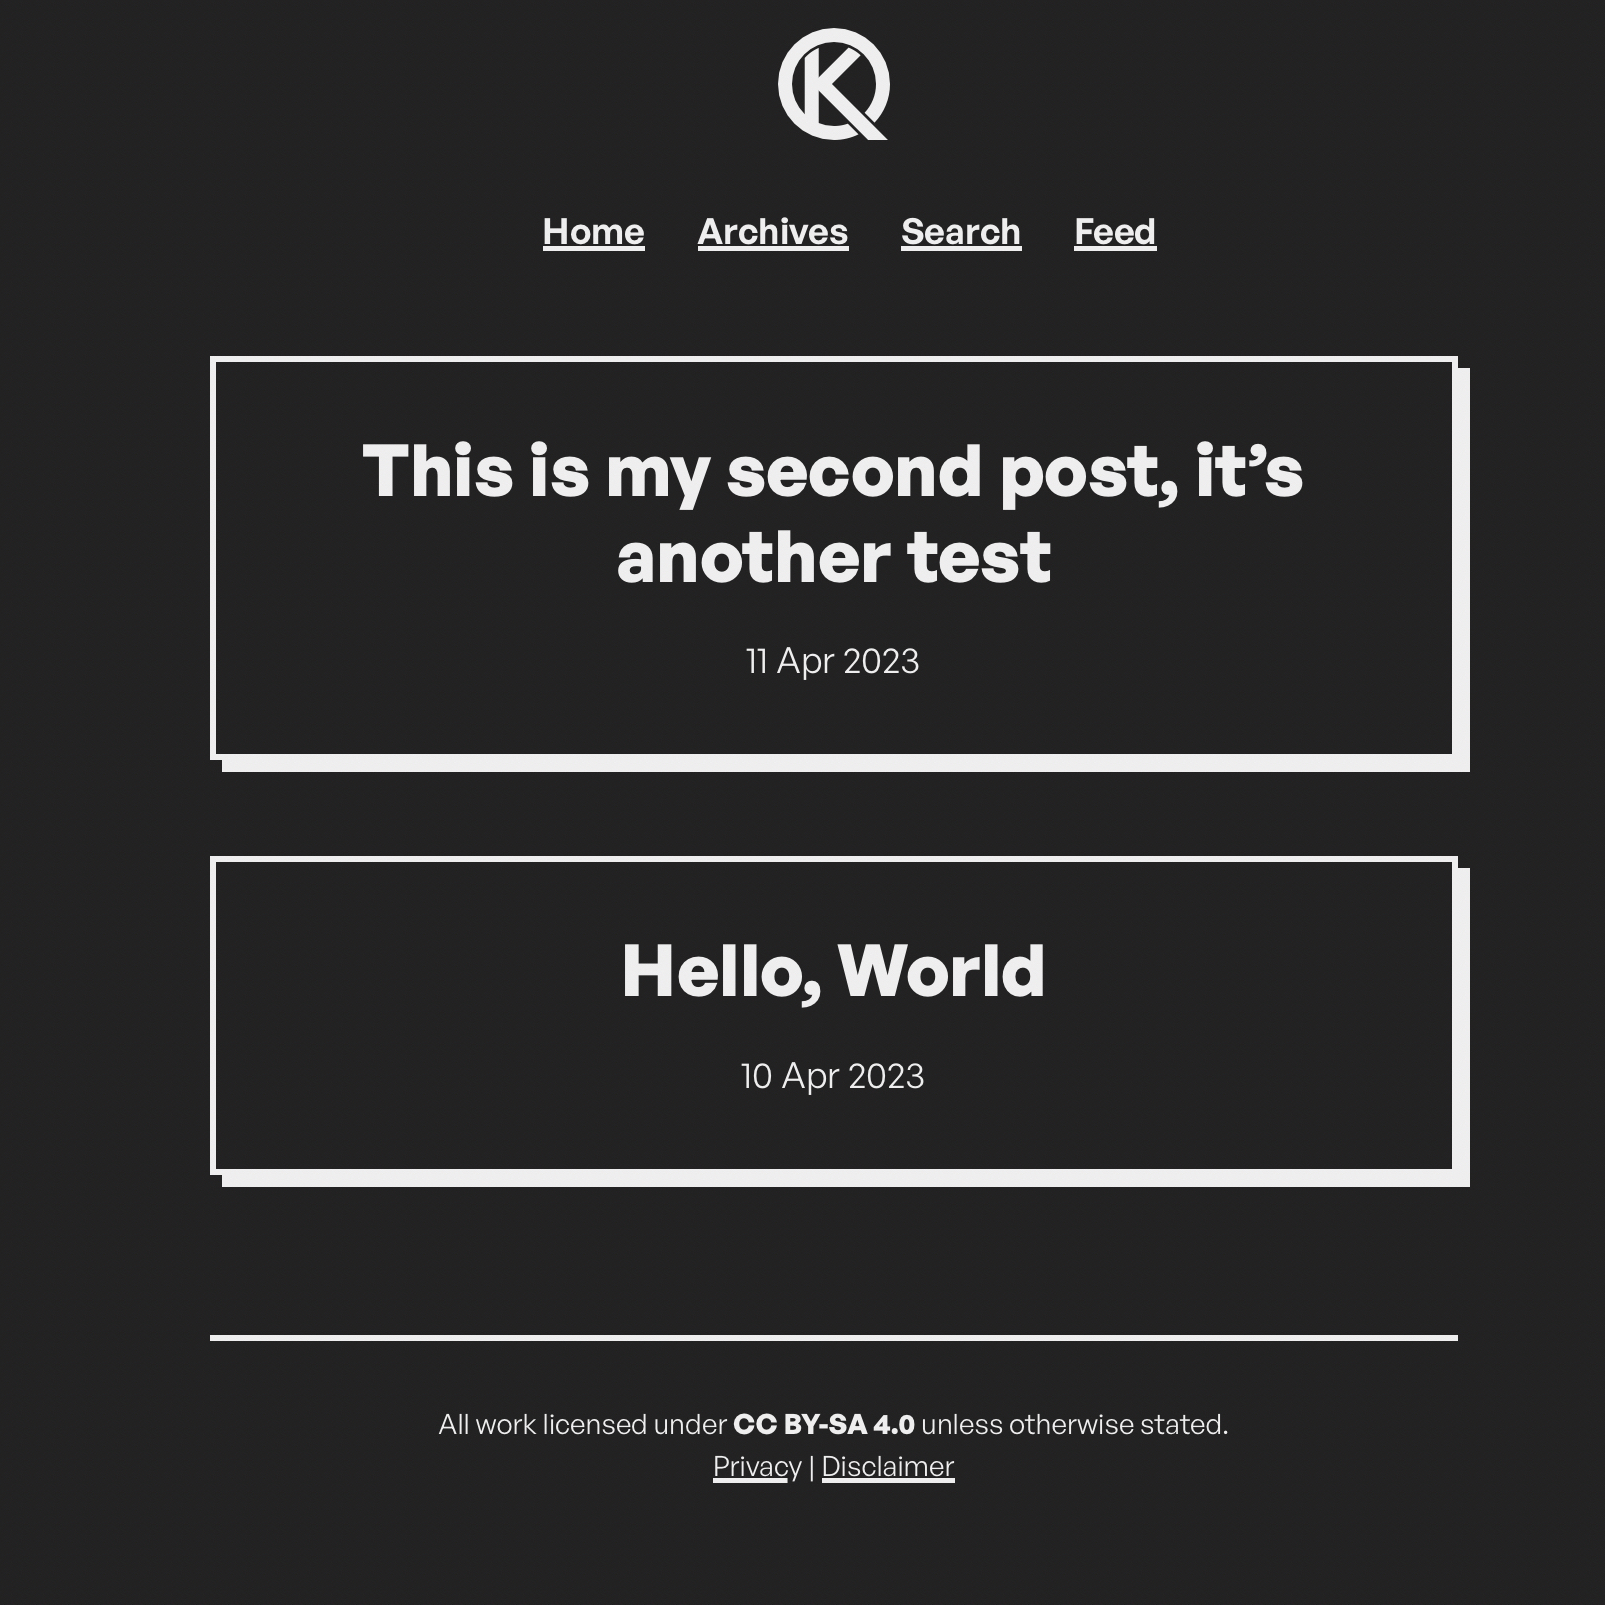 Home Archives Search Feed
This is my second post, it’s
another test
11 Apr 2023
Hello, World
10 Apr 2023
All work licensed under CC BY-SA 4.0 unless otherwise stated.
Privacy | Disclaimer